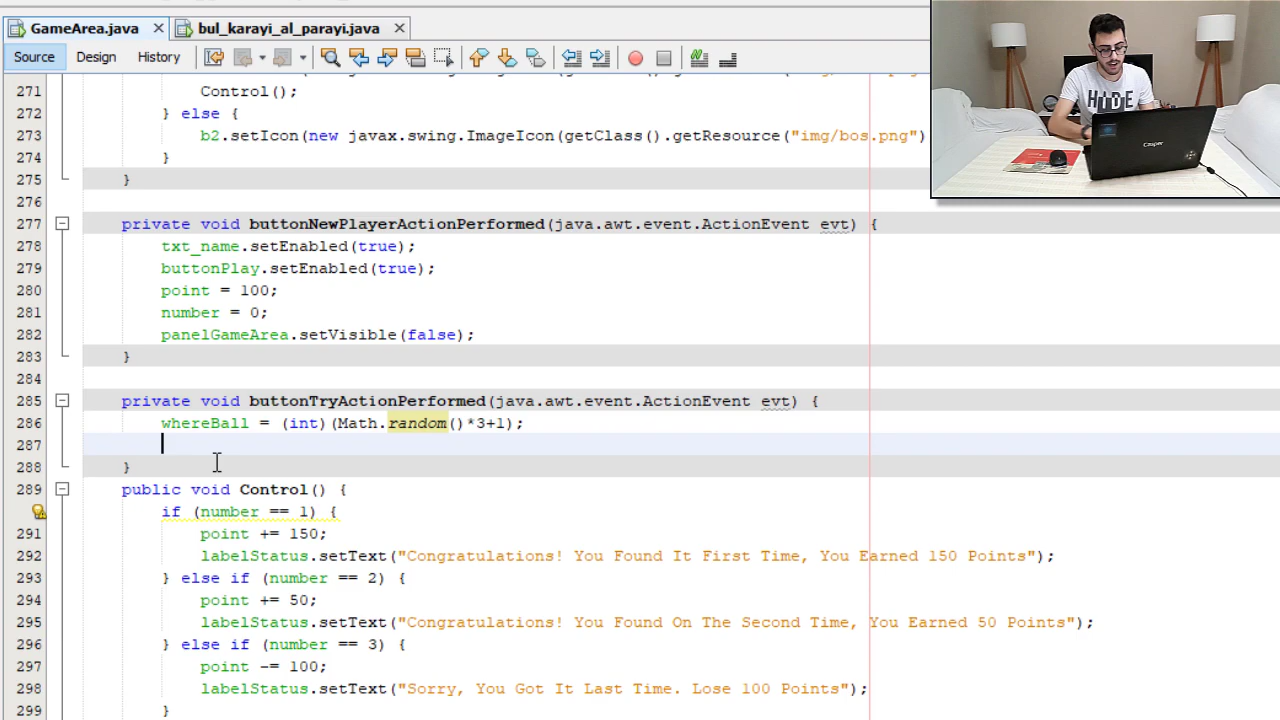 GameArea.java
bul_karayi_al_parayi.java
Source Design History
271 Control();
272 } else {
273 b2.setIcon(new javax.swing.ImageIcon(getClass().getResource("img/bos.png")
274 }
275 }
276
277 private void buttonNewPlayerActionPerformed(java.awt.event.ActionEvent evt) {
278 txt_name.setEnabled(true);
279 buttonPlay.setEnabled(true);
280 point = 100;
281 number = 0;
282 panelGameArea.setVisible(false);
283 }
284
285 private void buttonTryActionPerformed(java.awt.event.ActionEvent evt) {
286 whereBall = (int)(Math.random()*3+1);
287
288 }
289 public void Control() {
if (number == 1) {
291 point += 150;
292 labelStatus.setText("Congratulations! You Found It First Time, You Earned 150 Points");
293 } else if (number == 2) {
294 point += 50;
295 labelStatus.setText("Congratulations! You Found On The Second Time, You Earned 50 Points");
296 } else if (number == 3) {
297 point -= 100;
298 labelStatus.setText("Sorry, You Got It Last Time. Lose 100 Points");
299 }
HIDE
Casper